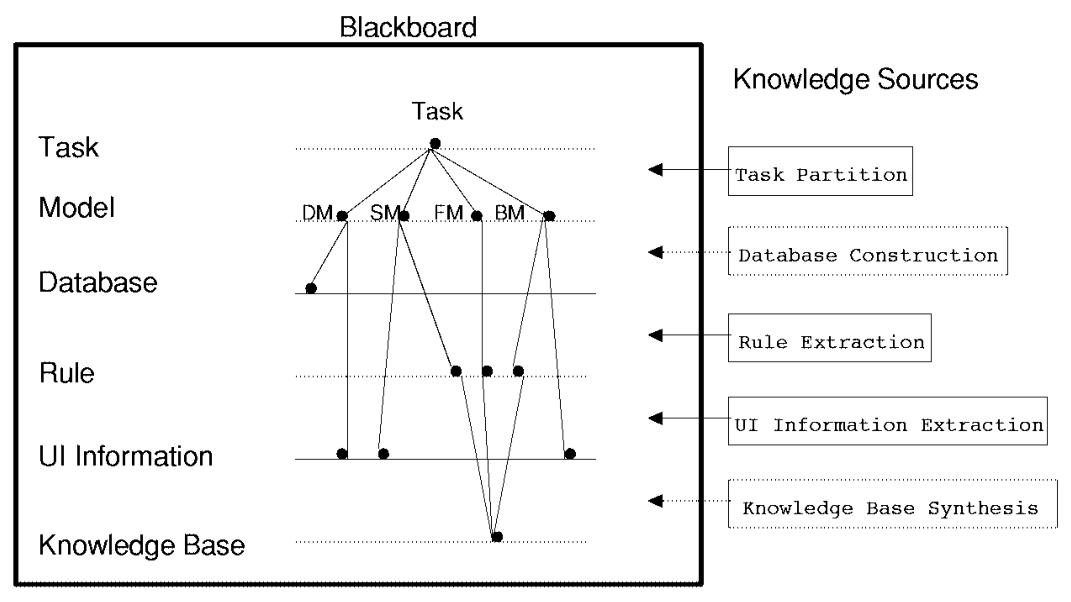 Blackboard
Knowledge Sources
Task
Task
Task Partition
Model
DM SM FM BM
Database Construction
Database
Rule Extraction
Rule
UI Information Extraction
UI Information
Knowledge Base Synthesis
Knowledge Base